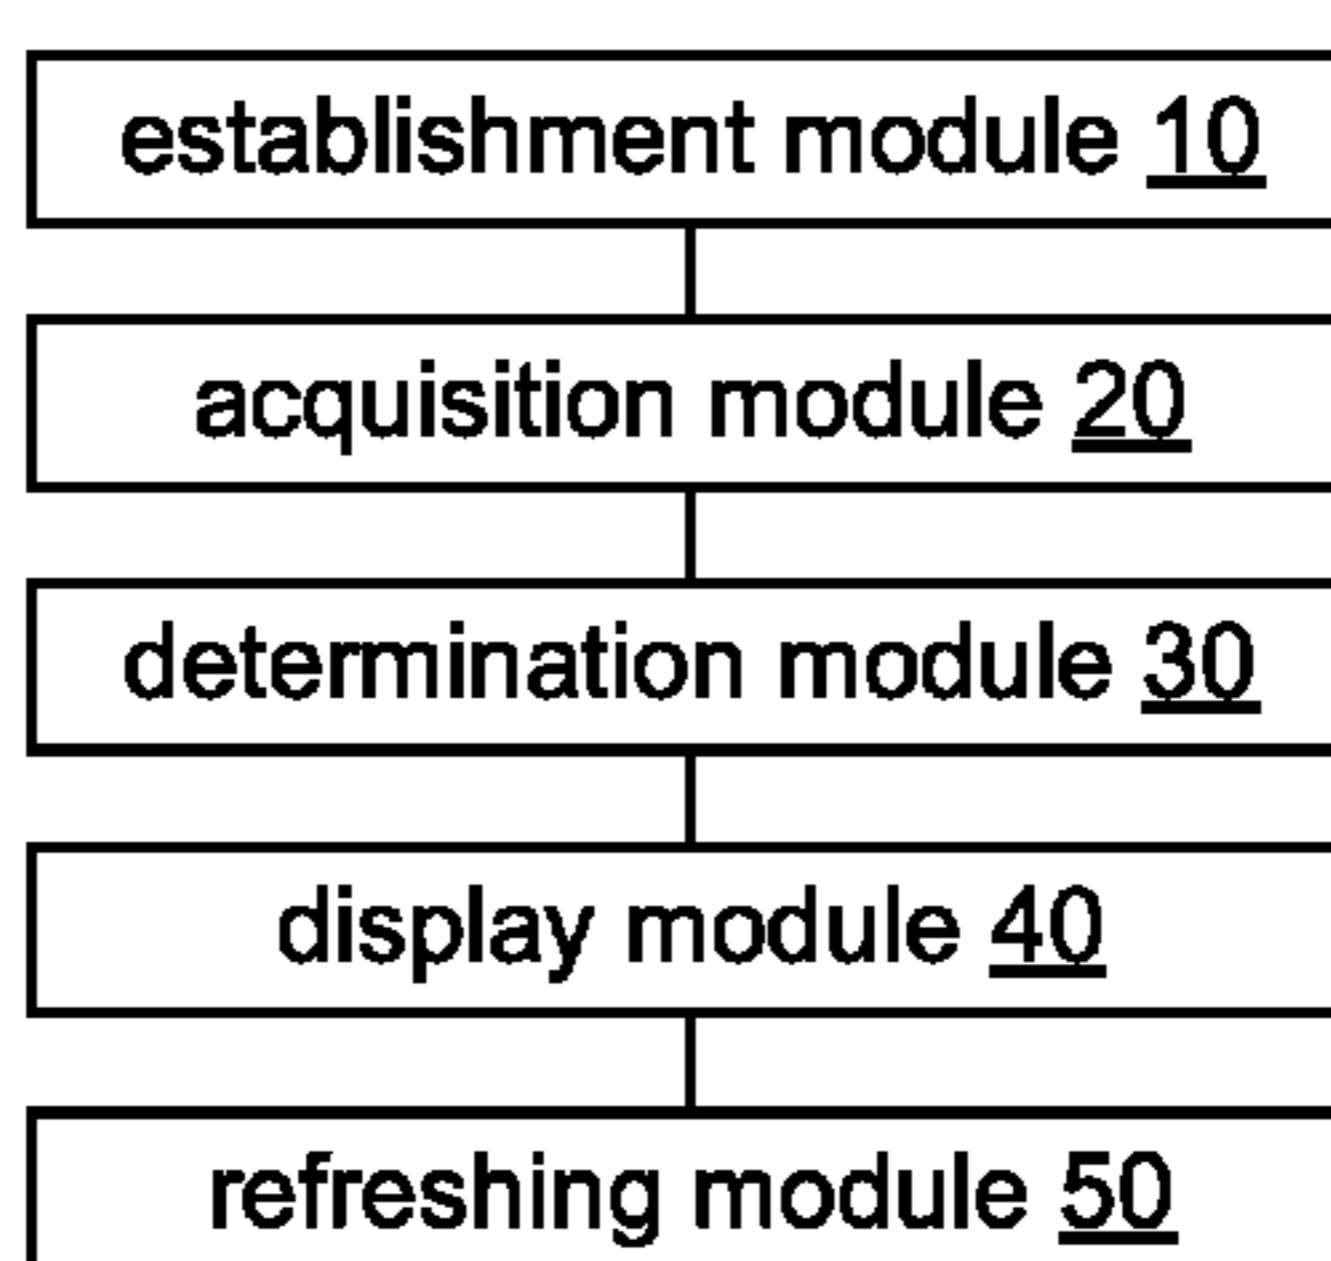 establishment module 10
acquisition module 20
determination module 30
display module 40
refreshing module 50